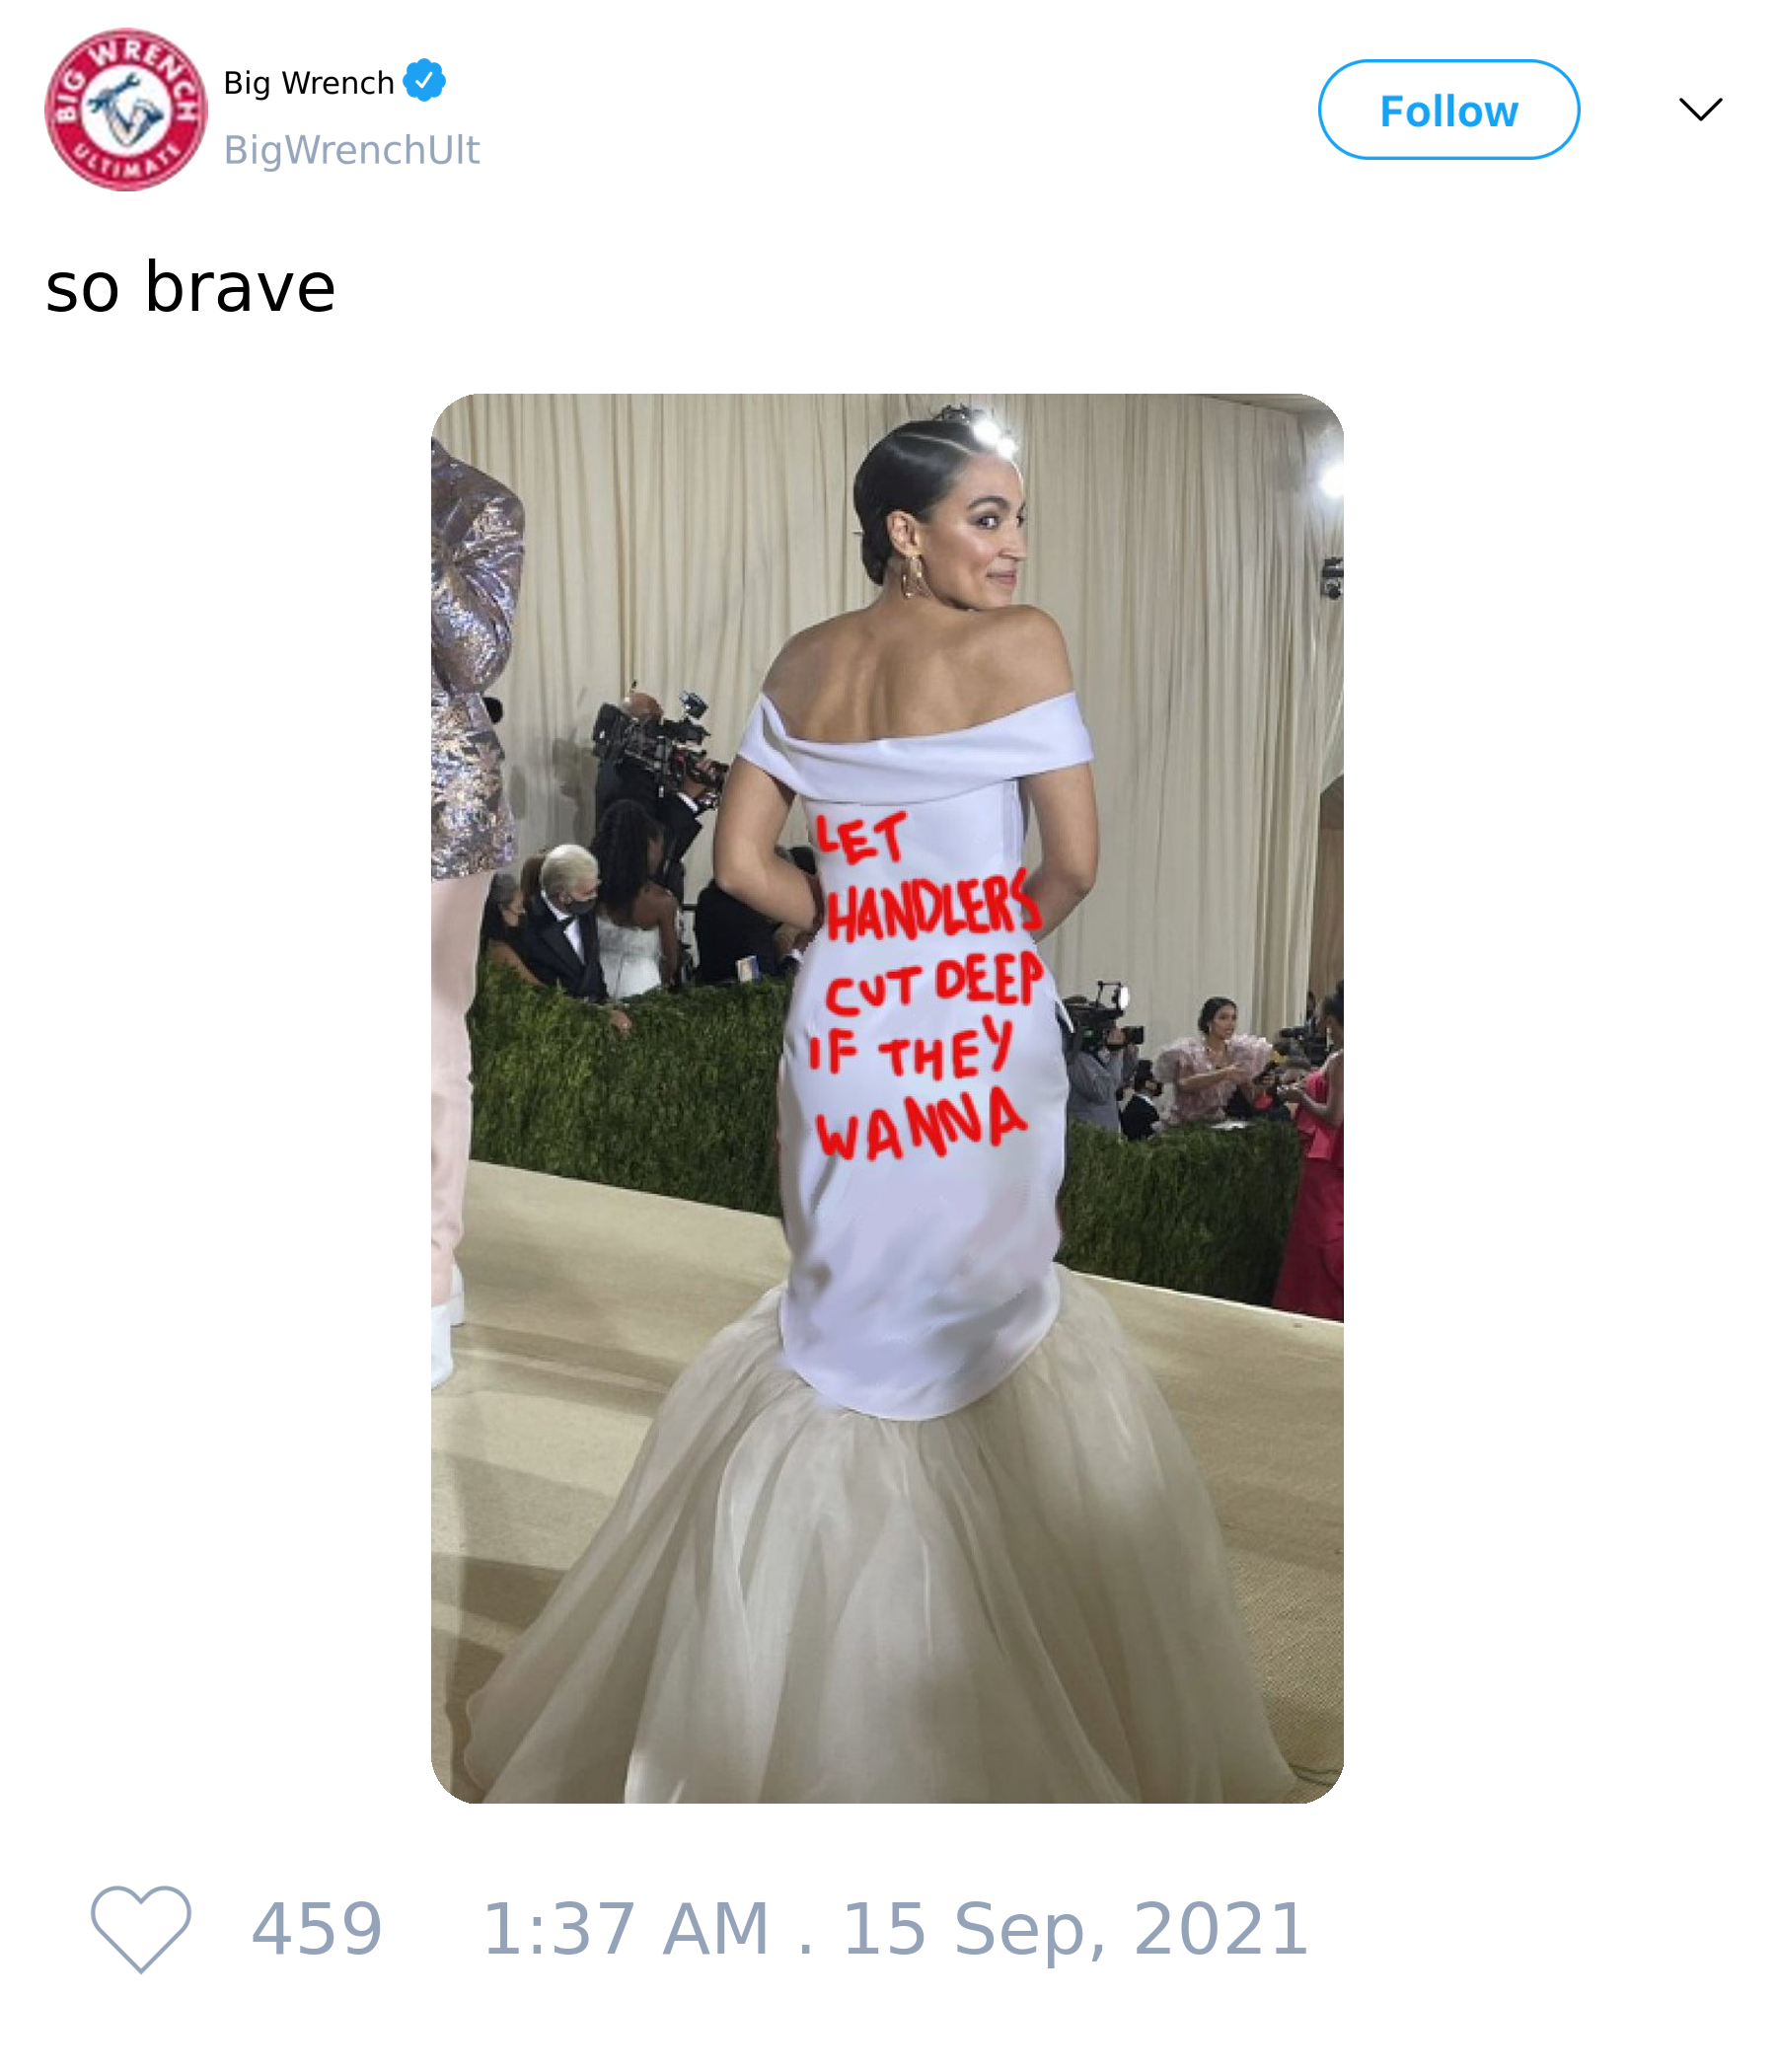 BIG WRENCH
ULTIMATE
Big Wrench
BigWrenchUlt
Follow
so brave
LET
HANDLERS
CUT DEEP
IF THEY
WANNA
459 1:37 AM . 15 Sep, 2021